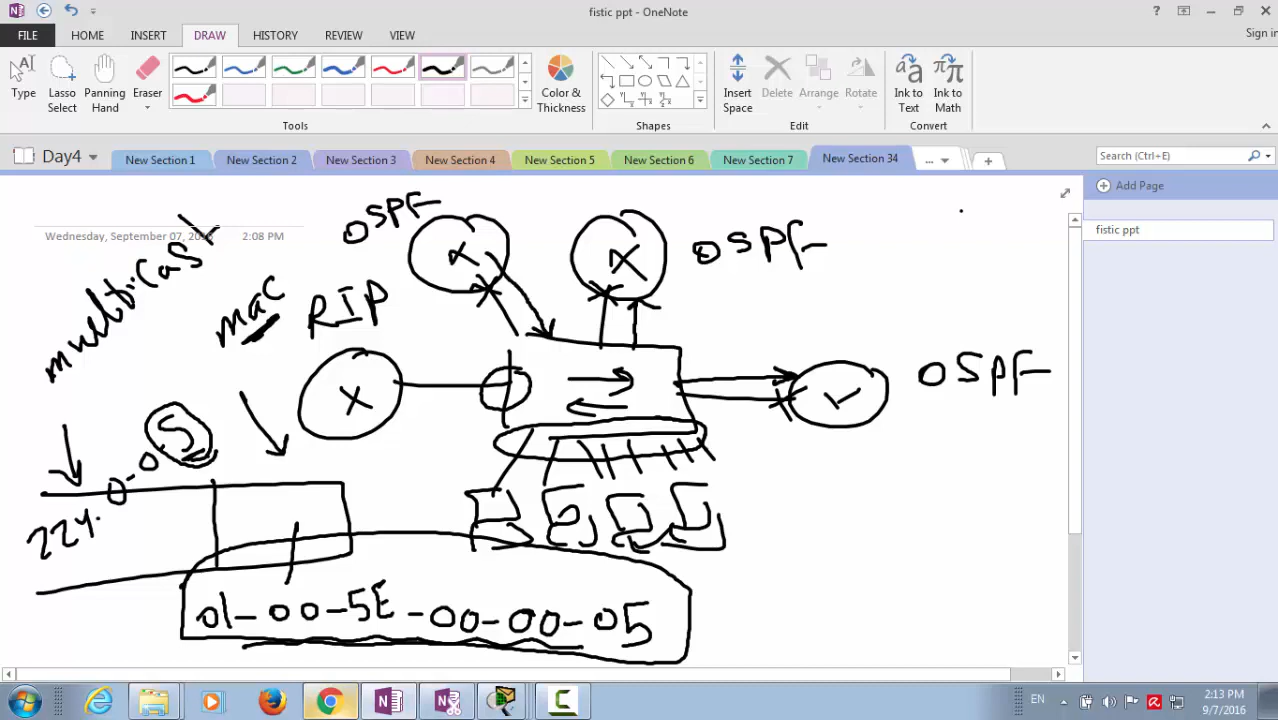 fistic ppt - OneNote
Sign in
FILE
HOME
INSERT
DRAW
HISTORY
REVIEW
VIEW
Type
Lasso Select
Panning Hand
Eraser
Color & Thickness
Insert Space
Delete
Arrange
Rotate
Ink to Text
Ink to Math
Tools
Shapes
Edit
Convert
Day4
New Section 1
New Section 2
New Section 3
New Section 4
New Section 5
New Section 6
New Section 7
New Section 34
...
Search (Ctrl+E)
Add Page
fistic ppt
Wednesday, September 07, 2016 2:08 PM
OSPF
OSPF
multicast
mac
RIP
OSPF
224.0.0.5
01-00-5E-00-00-05
EN
2:13 PM
9/7/2016